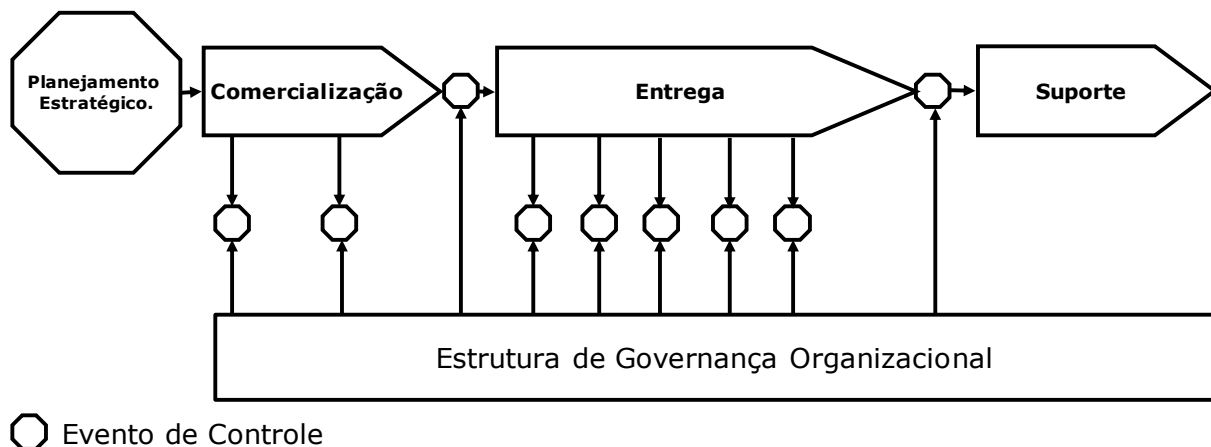 Planejamento
Estratégico.
Comercialização
Entrega
Suporte
Estrutura de Governança Organizacional
Evento de Controle